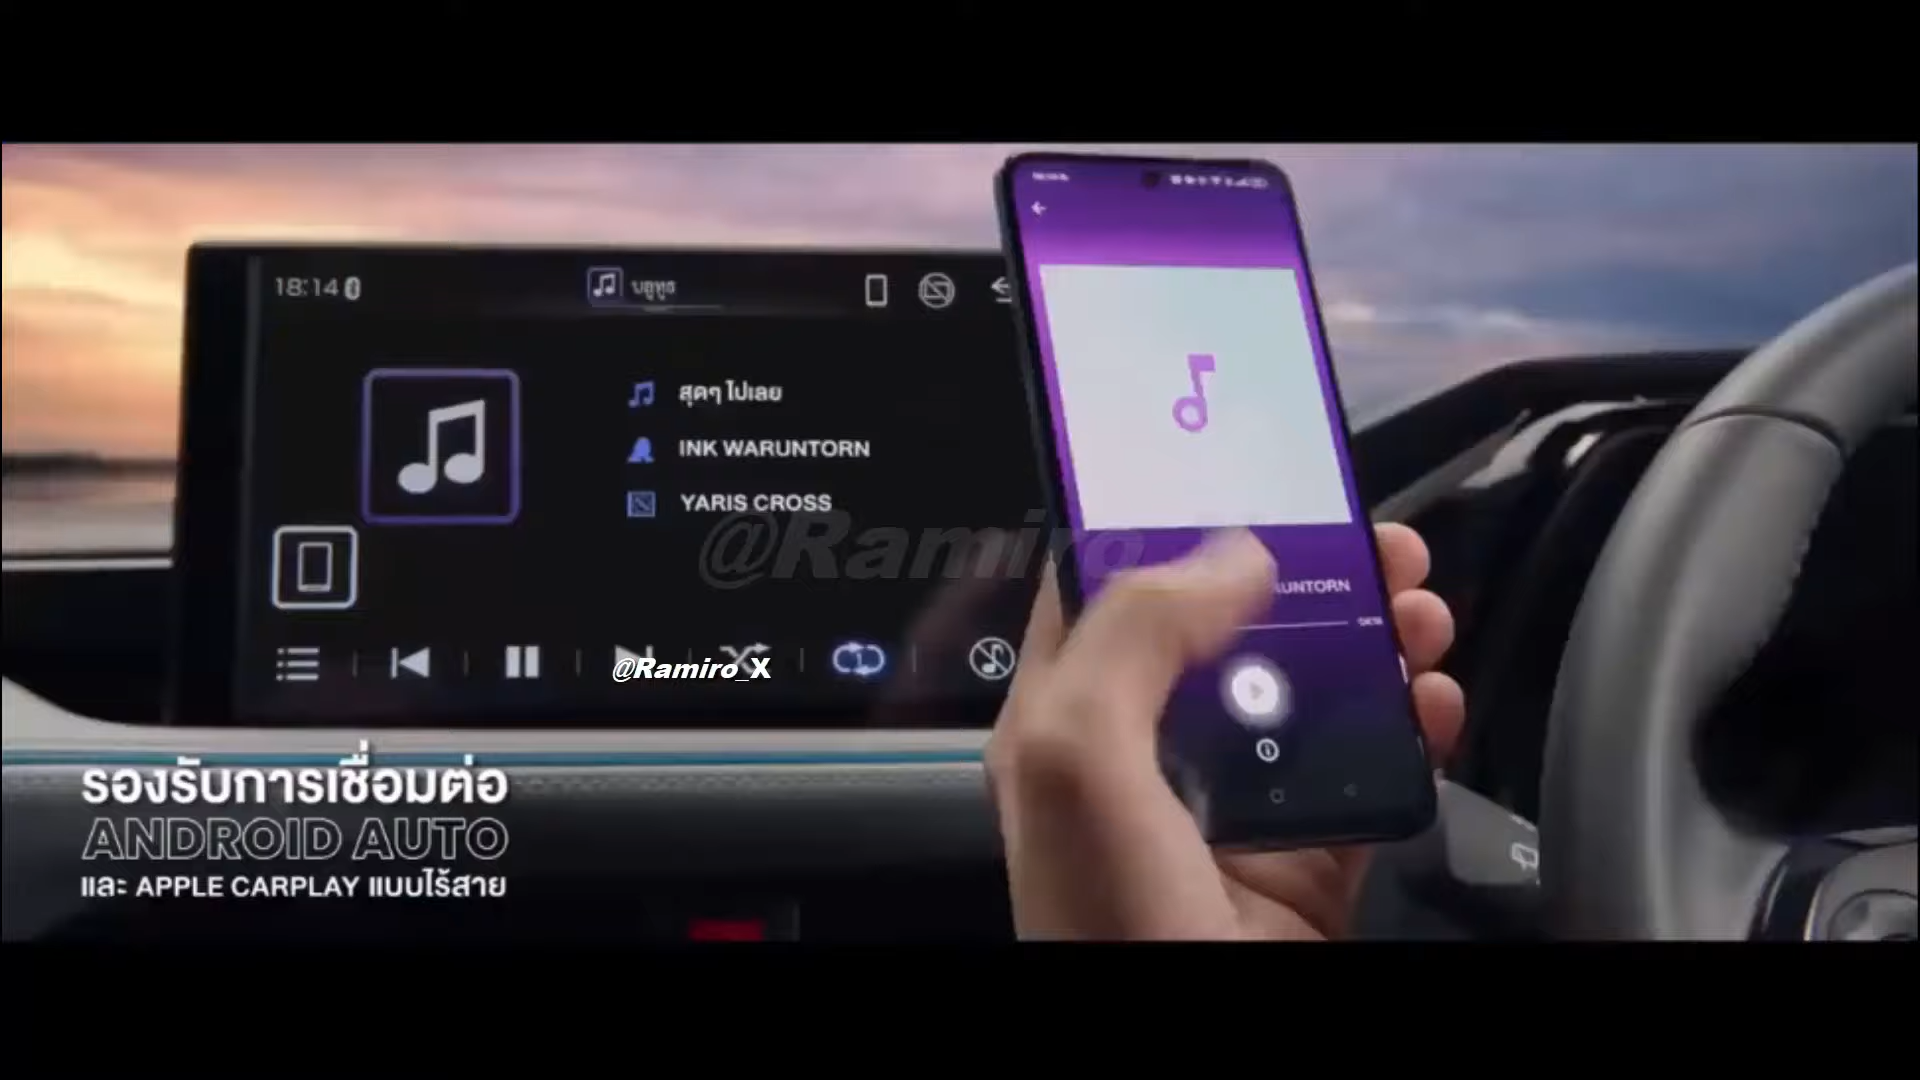 18:14
บลูทูธ
สุดๆ ไปเลย
INK WARUNTORN
YARIS CROSS
@Ramiro_X
RUNTORN
@Ramiro_X
รองรับการเชื่อมต่อ
ANDROID AUTO
และ APPLE CARPLAY แบบไร้สาย